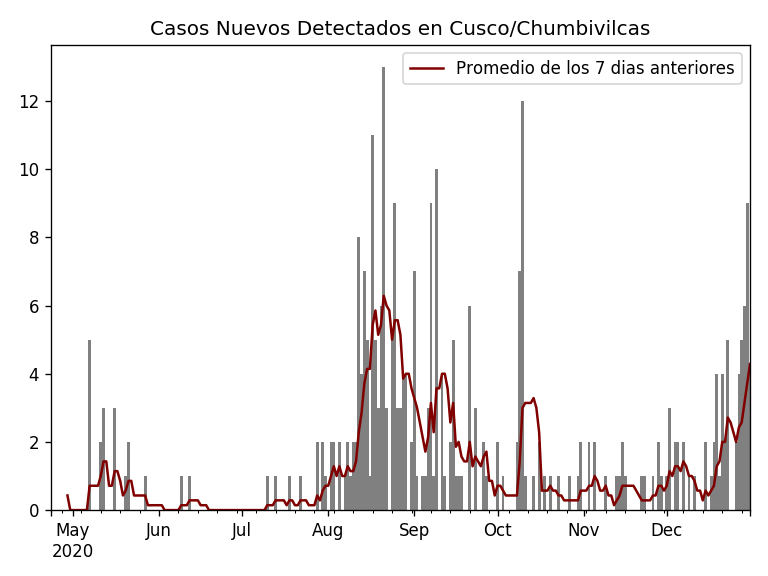 Casos Nuevos Detectados en Cusco/Chumbivilcas
Promedio de los 7 dias anteriores
12
10
8
6
4
2
0
May Jun Jul Aug Sep Oct Nov Dec
2020